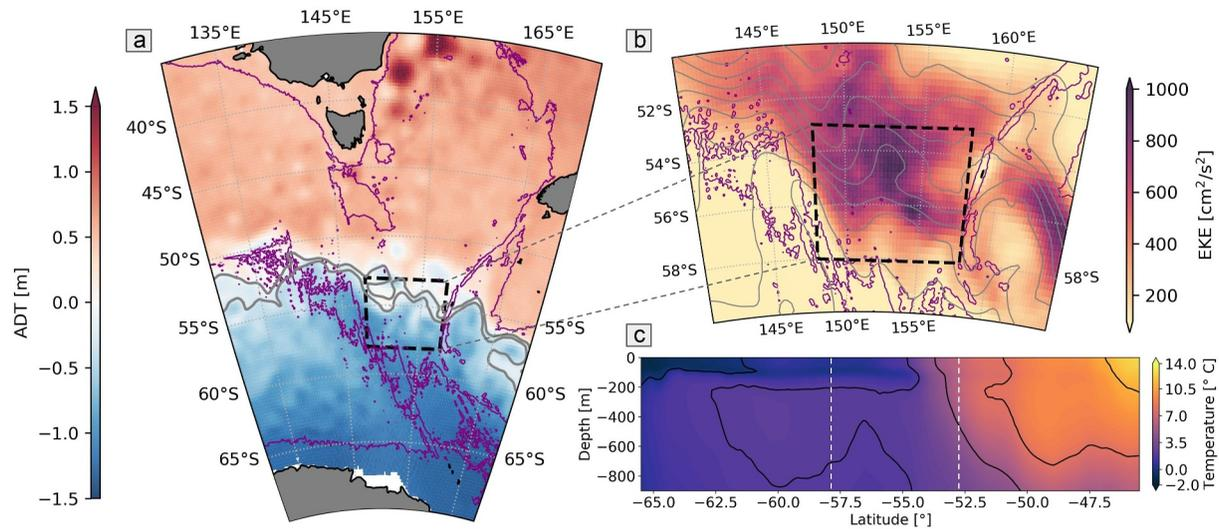 a
135°E
145°E
155°E
165°E
40°S
45°S
50°S
55°S
60°S
65°S
55°S
60°S
65°S
ADT [m]
1.5
1.0
0.5
0.0
−0.5
−1.0
−1.5
b
145°E
150°E
155°E
160°E
52°S
54°S
56°S
58°S
58°S
145°E
150°E
155°E
EKE [cm²/s²]
1000
800
600
400
200
c
0
−200
−400
−600
−800
Depth [m]
−65.0
−62.5
−60.0
−57.5
−55.0
−52.5
−50.0
−47.5
Latitude [°]
14.0
10.5
7.0
3.5
0.0
−2.0
Temperature [° C]